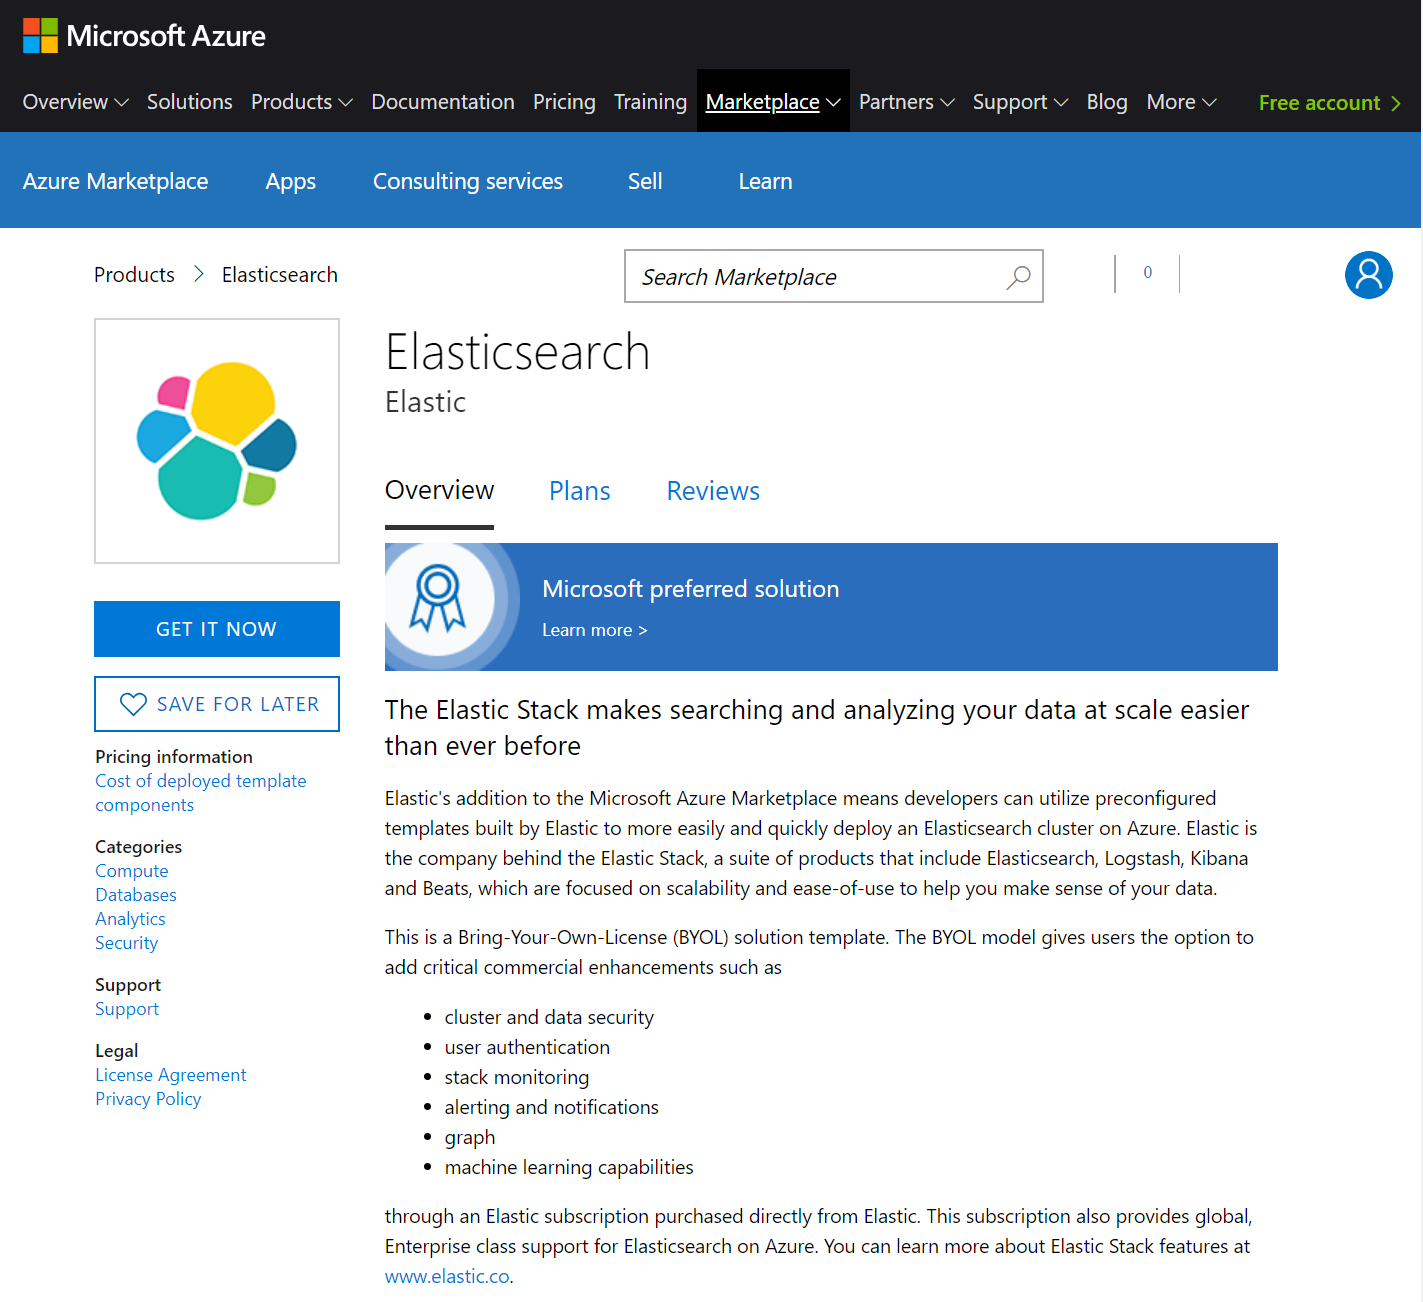 Microsoft Azure
Overview Solutions Products Documentation Pricing Training Marketplace Partners Support Blog More Free account
Azure Marketplace Apps Consulting services Sell Learn
Products > Elasticsearch
Search Marketplace
0
Elasticsearch
Elastic
Overview Plans Reviews
Microsoft preferred solution
Learn more >
GET IT NOW
SAVE FOR LATER
Pricing information
Cost of deployed template
components
Categories
Compute
Databases
Analytics
Security
Support
Support
Legal
License Agreement
Privacy Policy
The Elastic Stack makes searching and analyzing your data at scale easier
than ever before
Elastic's addition to the Microsoft Azure Marketplace means developers can utilize preconfigured
templates built by Elastic to more easily and quickly deploy an Elasticsearch cluster on Azure. Elastic is
the company behind the Elastic Stack, a suite of products that include Elasticsearch, Logstash, Kibana
and Beats, which are focused on scalability and ease-of-use to help you make sense of your data.
This is a Bring-Your-Own-License (BYOL) solution template. The BYOL model gives users the option to
add critical commercial enhancements such as
• cluster and data security
• user authentication
• stack monitoring
• alerting and notifications
• graph
• machine learning capabilities
through an Elastic subscription purchased directly from Elastic. This subscription also provides global,
Enterprise class support for Elasticsearch on Azure. You can learn more about Elastic Stack features at
www.elastic.co.